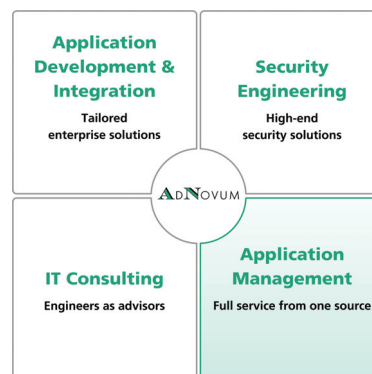 Application
Development &
Integration
Tailored
enterprise solutions
Security
Engineering
High-end
security solutions
ADNOVUM
IT Consulting
Engineers as advisors
Application
Management
Full service from one source